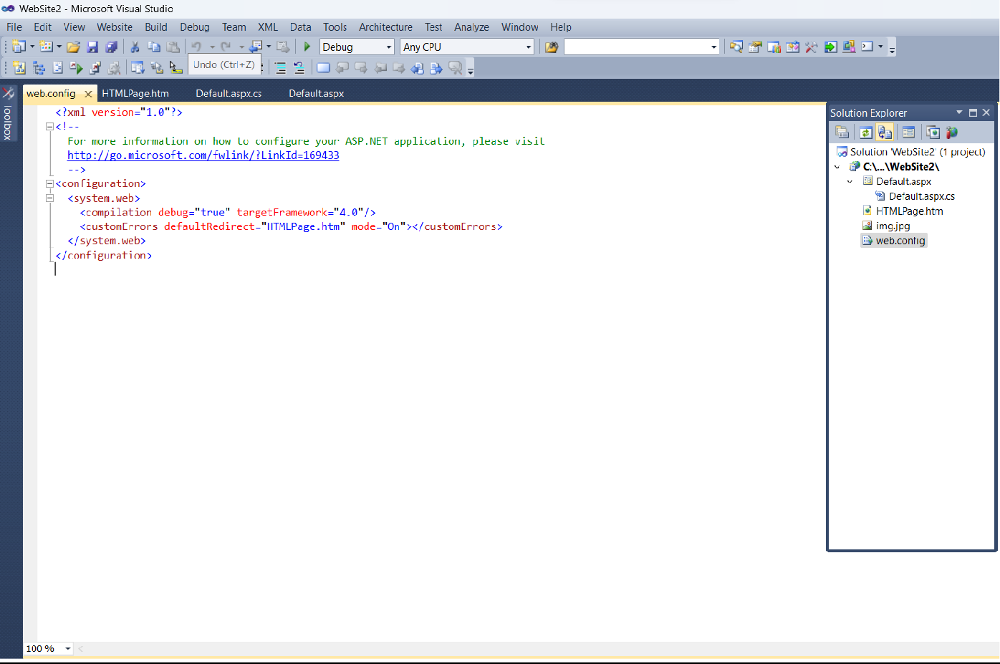 WebSite2 - Microsoft Visual Studio
File Edit View Website Build Debug Team XML Data Tools Architecture Test Analyze Window Help
Debug Any CPU
Undo (Ctrl+Z)
web.config HTMLPage.htm Default.aspx.cs Default.aspx
Toolbox
<?xml version="1.0"?>
<!--
For more information on how to configure your ASP.NET application, please visit
http://go.microsoft.com/fwlink/?LinkId=169433
-->
<configuration>
<system.web>
<compilation debug="true" targetFramework="4.0"/>
<customErrors defaultRedirect="HTMLPage.htm" mode="On"></customErrors>
</system.web>
</configuration>
Solution Explorer
Solution 'WebSite2' (1 project)
C:\...\WebSite2\
Default.aspx
Default.aspx.cs
HTMLPage.htm
img.jpg
web.config
100 %